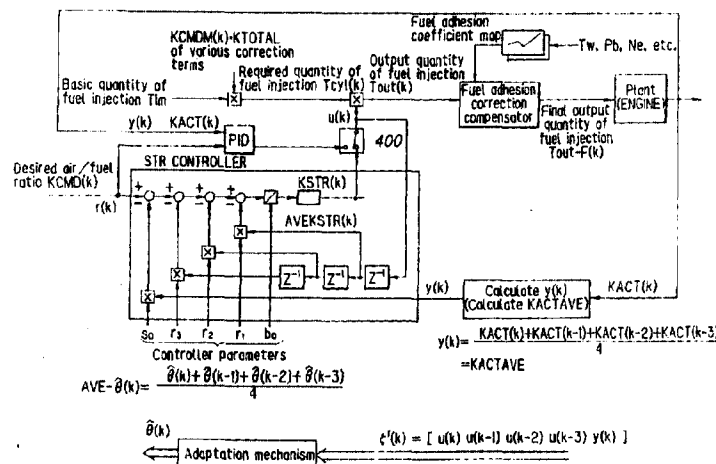 KCMDM(k)·KTOTAL
of various correction
terms
Fuel adhesion
coefficient map
Tw, Pb, Ne, etc.
Required quantity of
fuel injection Tcyl(k)
Output quantity
of fuel injection
Tout(k)
Basic quantity of
fuel injection Tim
Fuel adhesion
correction
compensator
Plant
(ENGINE)
Final output
quantity of
fuel injection
Tout-F(k)
y(k)
KACT(k)
u(k)
PID
400
Desired air/fuel
ratio KCMD(k)
r(k)
STR CONTROLLER
KSTR(k)
AVEKSTR(k)
Z⁻¹ Z⁻¹ Z⁻¹
y(k)
Calculate y(k)
(Calculate KACTAVE)
KACT(k)
S₀ r₃ r₂ r₁ b₀
Controller parameters
y(k)= KACT(k)+KACT(k-1)+KACT(k-2)+KACT(k-3)
4
=KACTAVE
AVE-θ̂(k)= θ̂(k)+θ̂(k-1)+θ̂(k-2)+θ̂(k-3)
4
θ̂(k)
Adaptation mechanism
ζᵀ(k) = [ u(k) u(k-1) u(k-2) u(k-3) y(k) ]